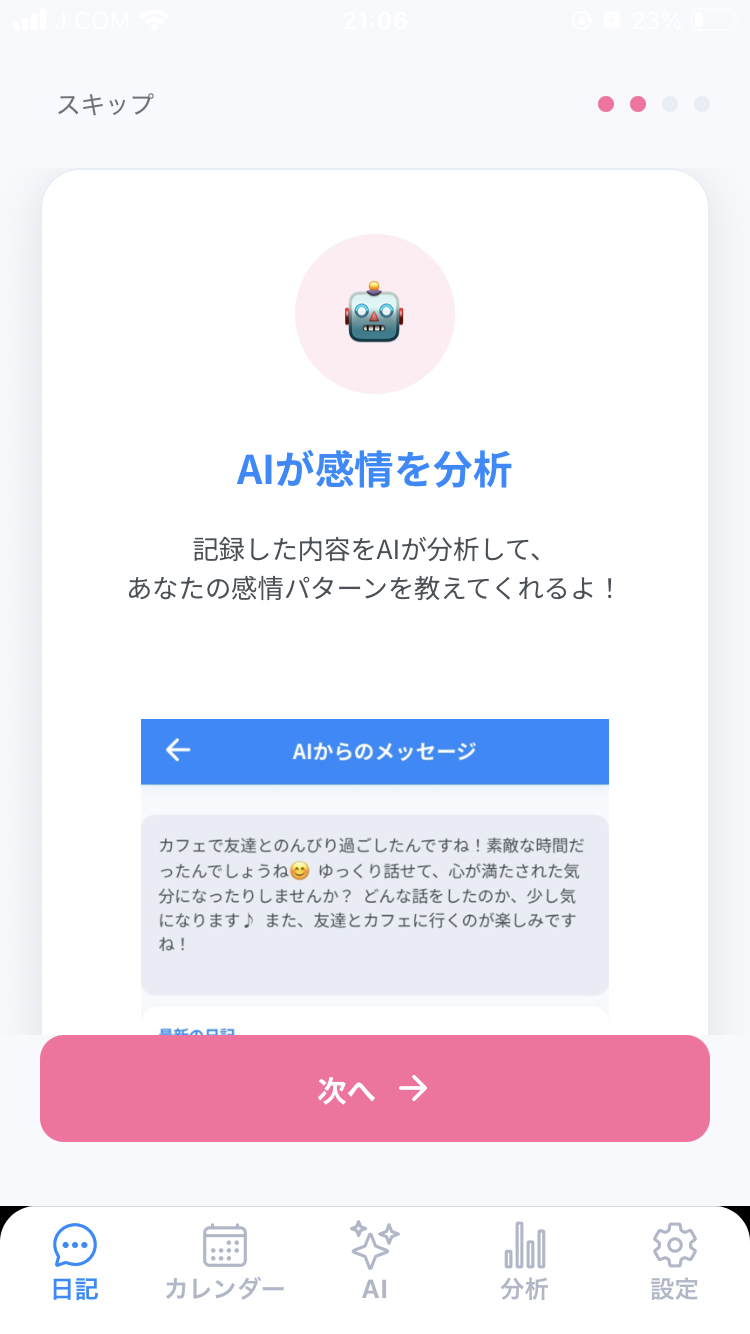 J:COM 21:06 23%
スキップ
AIが感情を分析
記録した内容をAIが分析して、
あなたの感情パターンを教えてくれるよ！
AIからのメッセージ
カフェで友達とのんびり過ごしたんですね！素敵な時間だ
ったんでしょうね😊 ゆっくり話せて、心が満たされた気
分になったりしませんか？ どんな話をしたのか、少し気
になります♪ また、友達とカフェに行くのが楽しみです
ね！
最新の日記
次へ →
日記 カレンダー AI 分析 設定